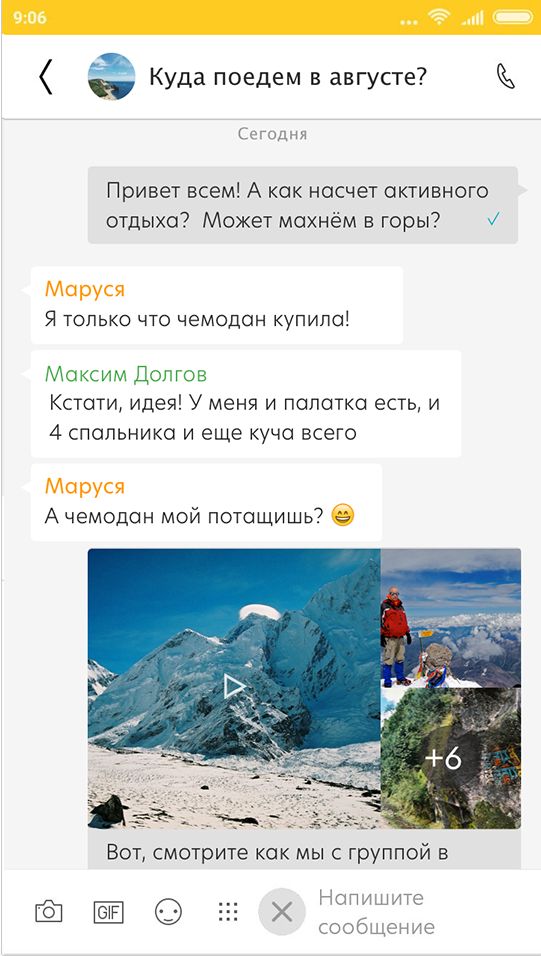 9:06
Куда поедем в августе?
Сегодня
Привет всем! А как насчет активного
отдыха? Может махнём в горы?
Маруся
Я только что чемодан купила!
Максим Долгов
Кстати, идея! У меня и палатка есть, и
4 спальника и еще куча всего
Маруся
А чемодан мой потащишь? 😄
+6
Вот, смотрите как мы с группой в
GIF
Напишите
сообщение